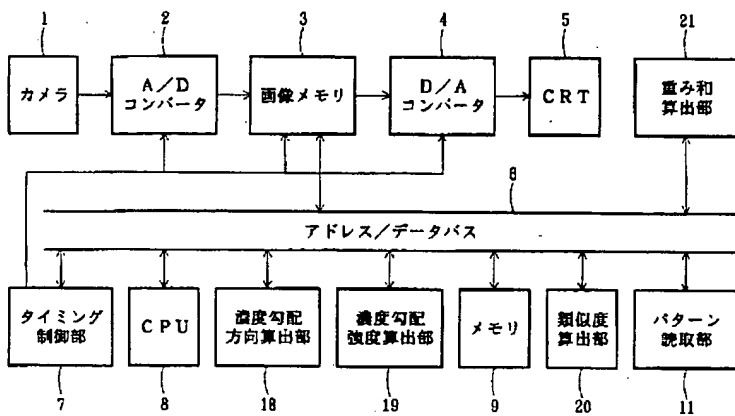 1
2
3
4
5
21
カメラ
A/D
コンバータ
画像メモリ
D/A
コンバータ
CRT
重み和
算出部
8
アドレス/データバス
タイミング
制御部
CPU
濃度勾配
方向算出部
濃度勾配
強度算出部
メモリ
類似度
算出部
パターン
読取部
7
8
18
19
9
20
11